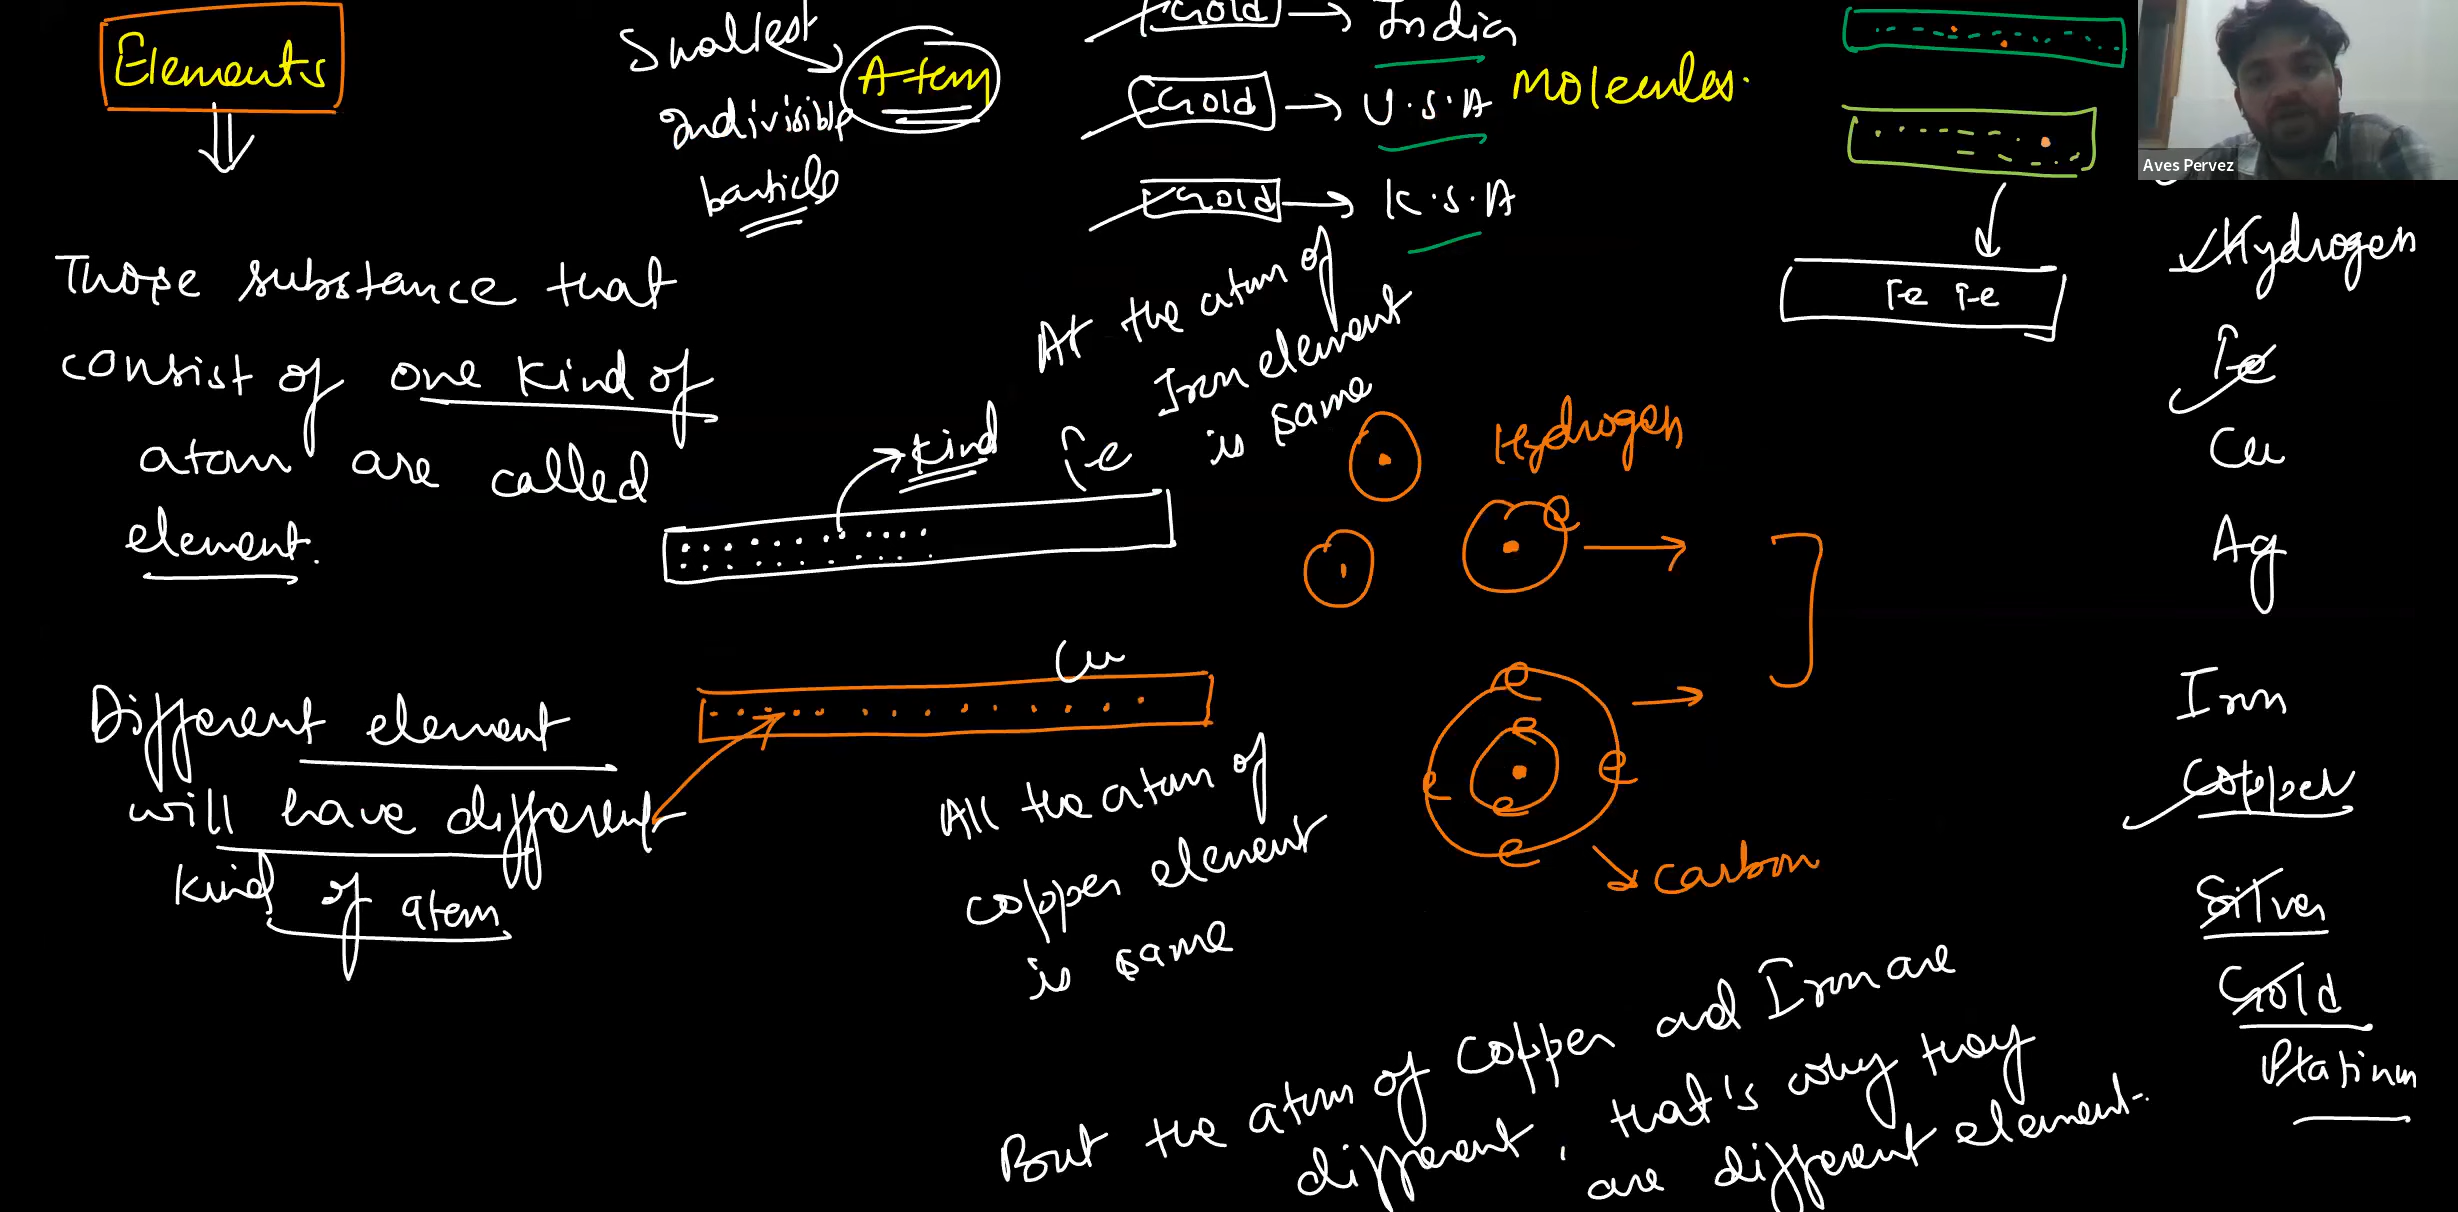 Elements
Smallest
indivisible
particle
Atom
Gold → India
Gold → U.S.A
Gold → K.S.A
Molecules.
Aves Pervez
Fe Fe
Those substance that
consist of one kind of
atom are called
element.
Different element
will have different
kind of atom
kind
Fe
At the atom of
Iron element
is same
Cu
All the atom of
copper element
is same
Hydrogen
e
e
e
e
e
e
e
carbon
But the atom of copper and Iron are
different, that's why they
are different element.
Hydrogen
Fe
Cu
Ag
Iron
Copper
Silver
Gold
Platinum